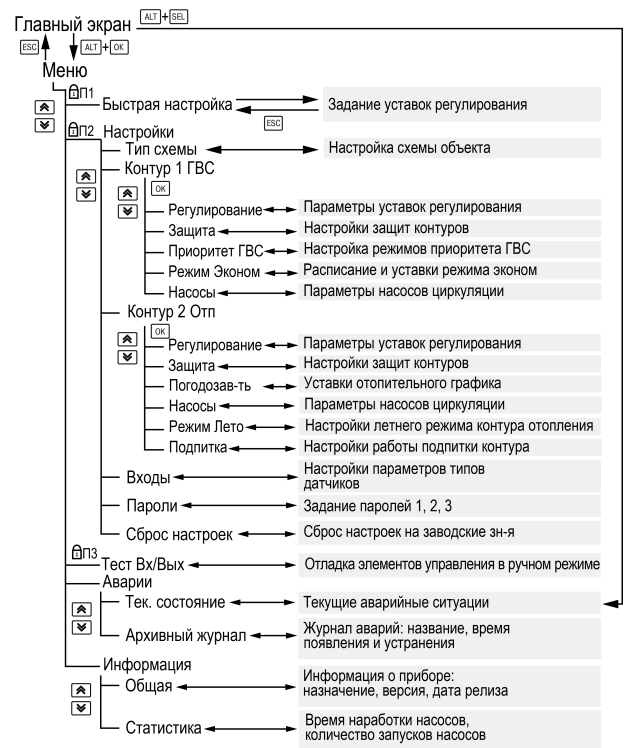 Главный экран ALT+SEL
ESC ALT+OK
Меню
П1
Быстрая настройка Задание уставок регулирования
ESC
П2 Настройки
Тип схемы Настройка схемы объекта
Контур 1 ГВС
OK
Регулирование Параметры уставок регулирования
Защита Настройки защит контуров
Приоритет ГВС Настройка режимов приоритета ГВС
Режим Эконом Расписание и уставки режима эконом
Насосы Параметры насосов циркуляции
Контур 2 Отп
OK
Регулирование Параметры уставок регулирования
Защита Настройки защит контуров
Погодозав-ть Уставки отопительного графика
Насосы Параметры насосов циркуляции
Режим Лето Настройки летнего режима контура отопления
Подпитка Настройки работы подпитки контура
Входы Настройки параметров типов
датчиков
Пароли Задание паролей 1, 2, 3
Сброс настроек Сброс настроек на заводские зн-я
П3
Тест Вх/Вых Отладка элементов управления в ручном режиме
Аварии
Тек. состояние Текущие аварийные ситуации
Архивный журнал Журнал аварий: название, время
появления и устранения
Информация
Общая Информация о приборе:
назначение, версия, дата релиза
Статистика Время наработки насосов,
количество запусков насосов